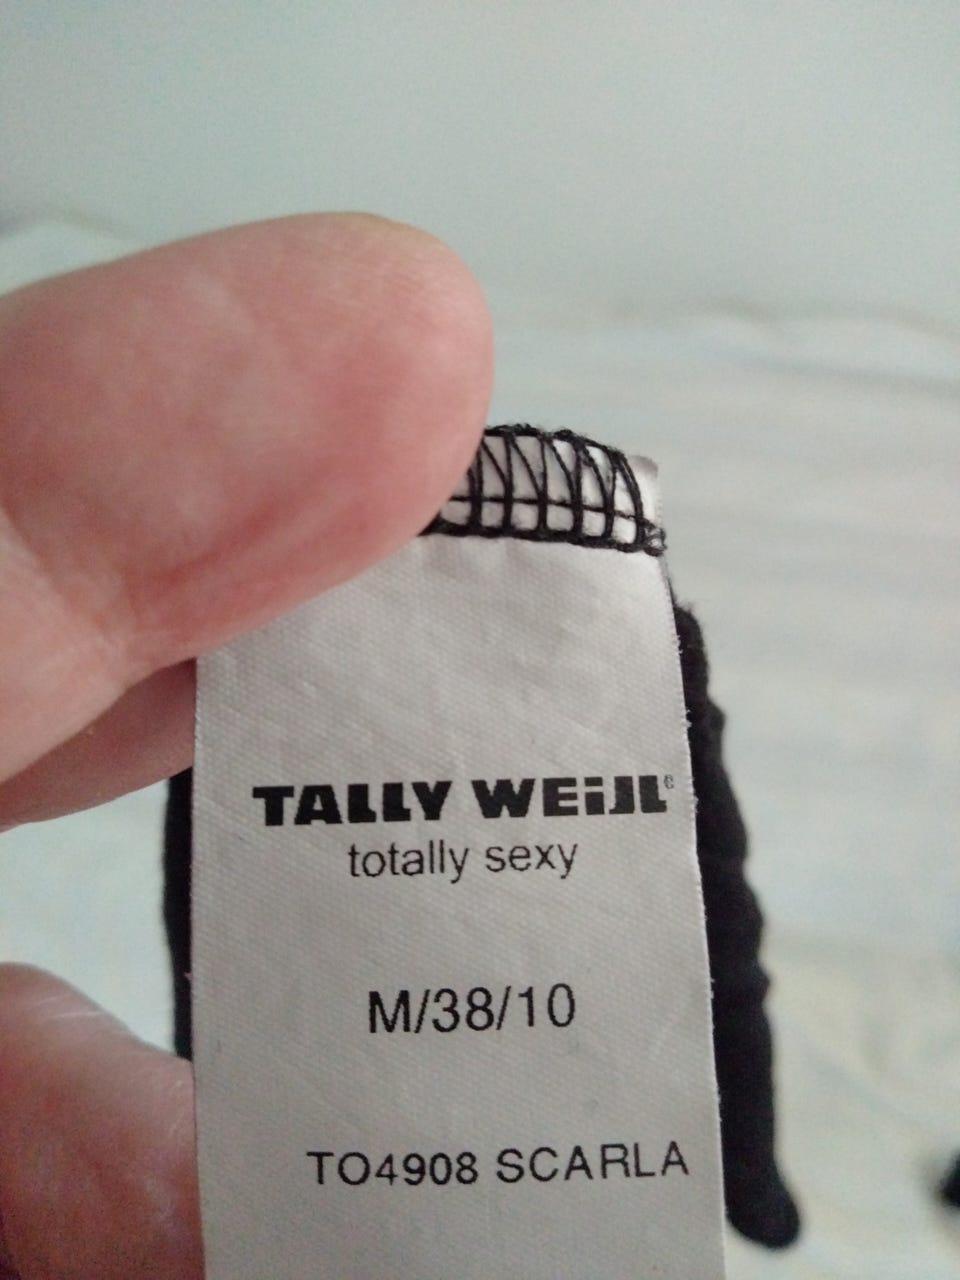 TALLY WEiJL®
totally sexy
M/38/10
TO4908 SCARLA